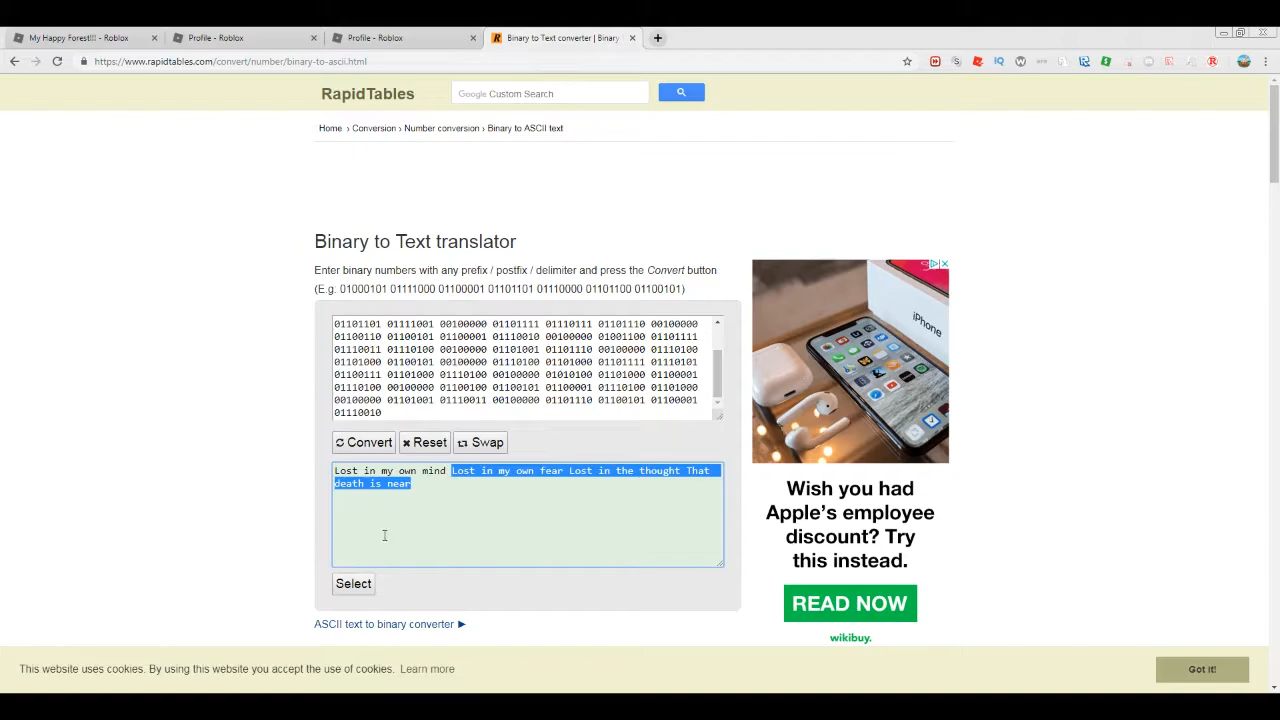 My Happy Forest!!! - Roblox
Profile - Roblox
Profile - Roblox
Binary to Text converter | Binary
https://www.rapidtables.com/convert/number/binary-to-ascii.html
RapidTables
Google Custom Search
Home › Conversion › Number conversion › Binary to ASCII text
Binary to Text translator
Enter binary numbers with any prefix / postfix / delimiter and press the Convert button
(E.g. 01000101 01111000 01100001 01101101 01110000 01101100 01100101)
01101101 01111001 00100000 01101111 01110111 01101110 00100000
01100110 01100101 01100001 01110010 00100000 01001100 01101111
01110011 01110100 00100000 01101001 01101110 00100000 01110100
01101000 01100101 00100000 01110100 01101000 01101111 01110101
01100111 01101000 01110100 00100000 01010100 01101000 01100001
01110100 00100000 01100100 01100101 01100001 01110100 01101000
00100000 01101001 01110011 00100000 01101110 01100101 01100001
01110010
Convert Reset Swap
Lost in my own mind Lost in my own fear Lost in the thought That
death is near
Select
ASCII text to binary converter ►
iPhone
Wish you had
Apple's employee
discount? Try
this instead.
READ NOW
wikibuy.
This website uses cookies. By using this website you accept the use of cookies. Learn more
Got it!